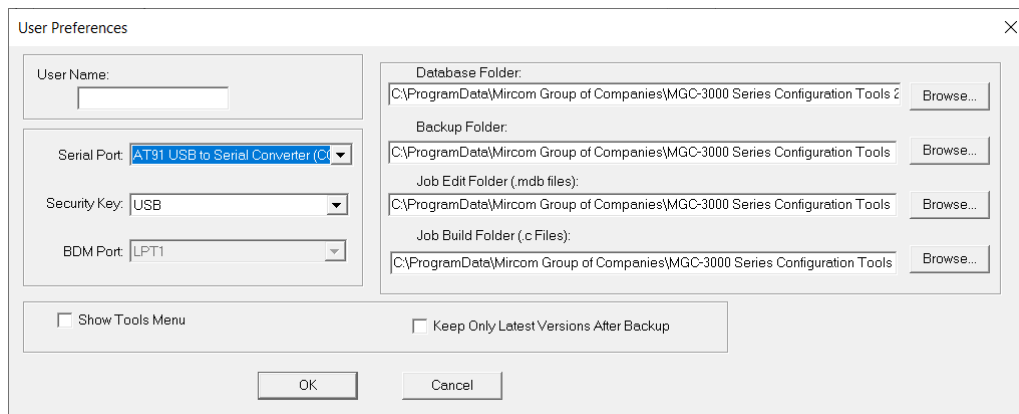 User Preferences
User Name:
Serial Port: AT91 USB to Serial Converter (CO
Security Key: USB
BDM Port: LPT1
Database Folder:
C:\ProgramData\Mircom Group of Companies\MGC-3000 Series Configuration Tools 2 Browse...
Backup Folder:
C:\ProgramData\Mircom Group of Companies\MGC-3000 Series Configuration Tools Browse...
Job Edit Folder (.mdb files):
C:\ProgramData\Mircom Group of Companies\MGC-3000 Series Configuration Tools Browse...
Job Build Folder (.c Files):
C:\ProgramData\Mircom Group of Companies\MGC-3000 Series Configuration Tools Browse...
Show Tools Menu
Keep Only Latest Versions After Backup
OK Cancel